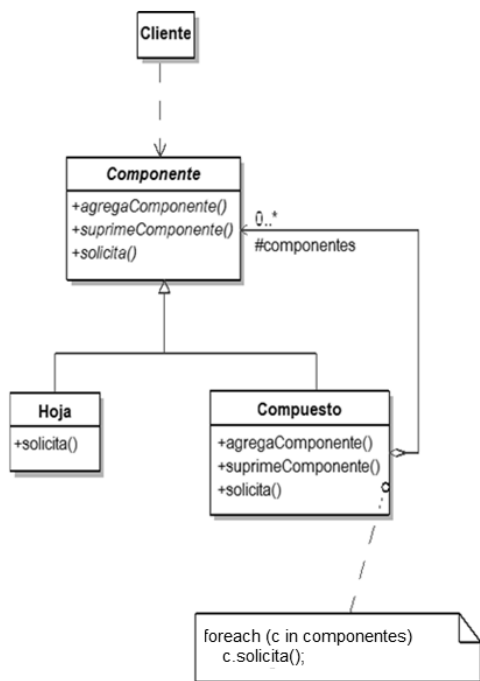 Cliente
Componente
+agregaComponente()
+suprimeComponente()
+solicita()
0..*
#componentes
Hoja
+solicita()
Compuesto
+agregaComponente()
+suprimeComponente()
+solicita()
foreach (c in componentes)
c.solicita();